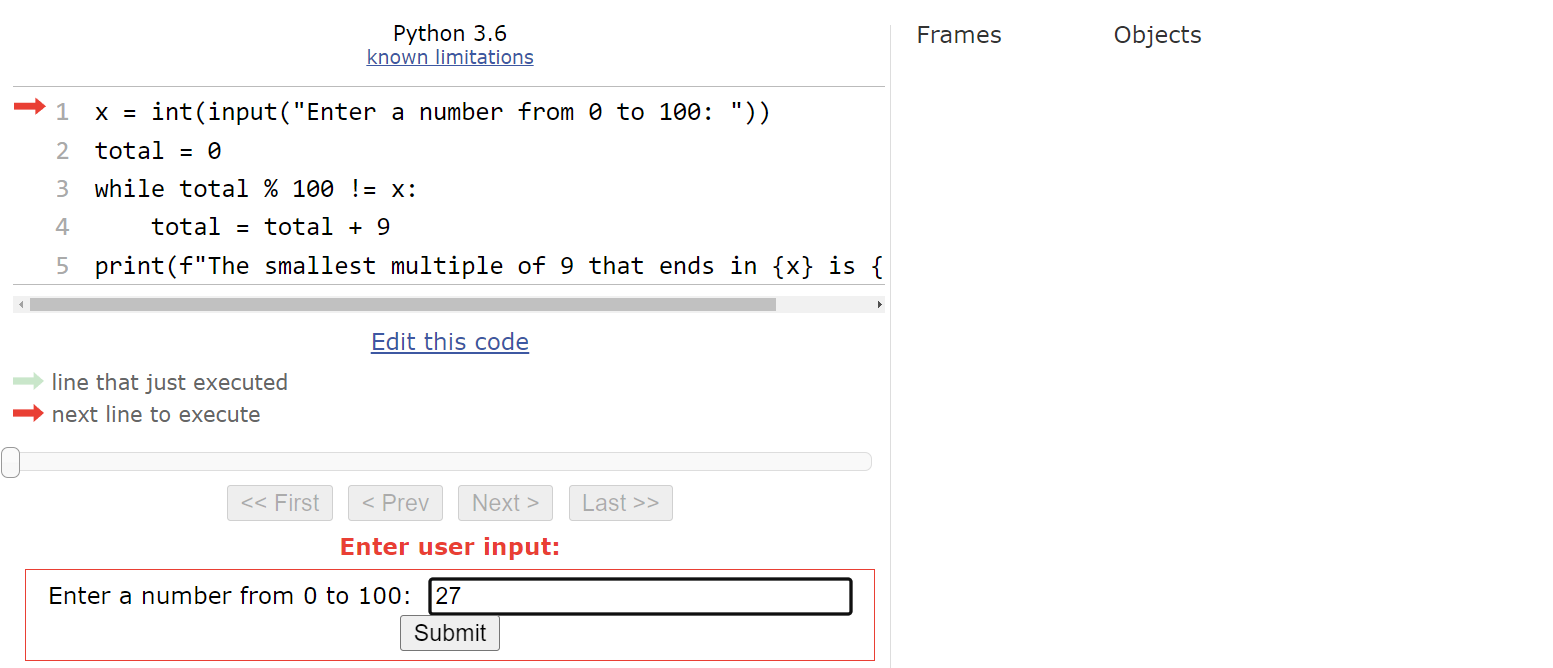 Python 3.6
known limitations
1 x = int(input("Enter a number from 0 to 100: "))
2 total = 0
3 while total % 100 != x:
4     total = total + 9
5 print(f"The smallest multiple of 9 that ends in {x} is {
Edit this code
line that just executed
next line to execute
<< First < Prev Next > Last >>
Enter user input:
Enter a number from 0 to 100: 27
Submit
Frames Objects